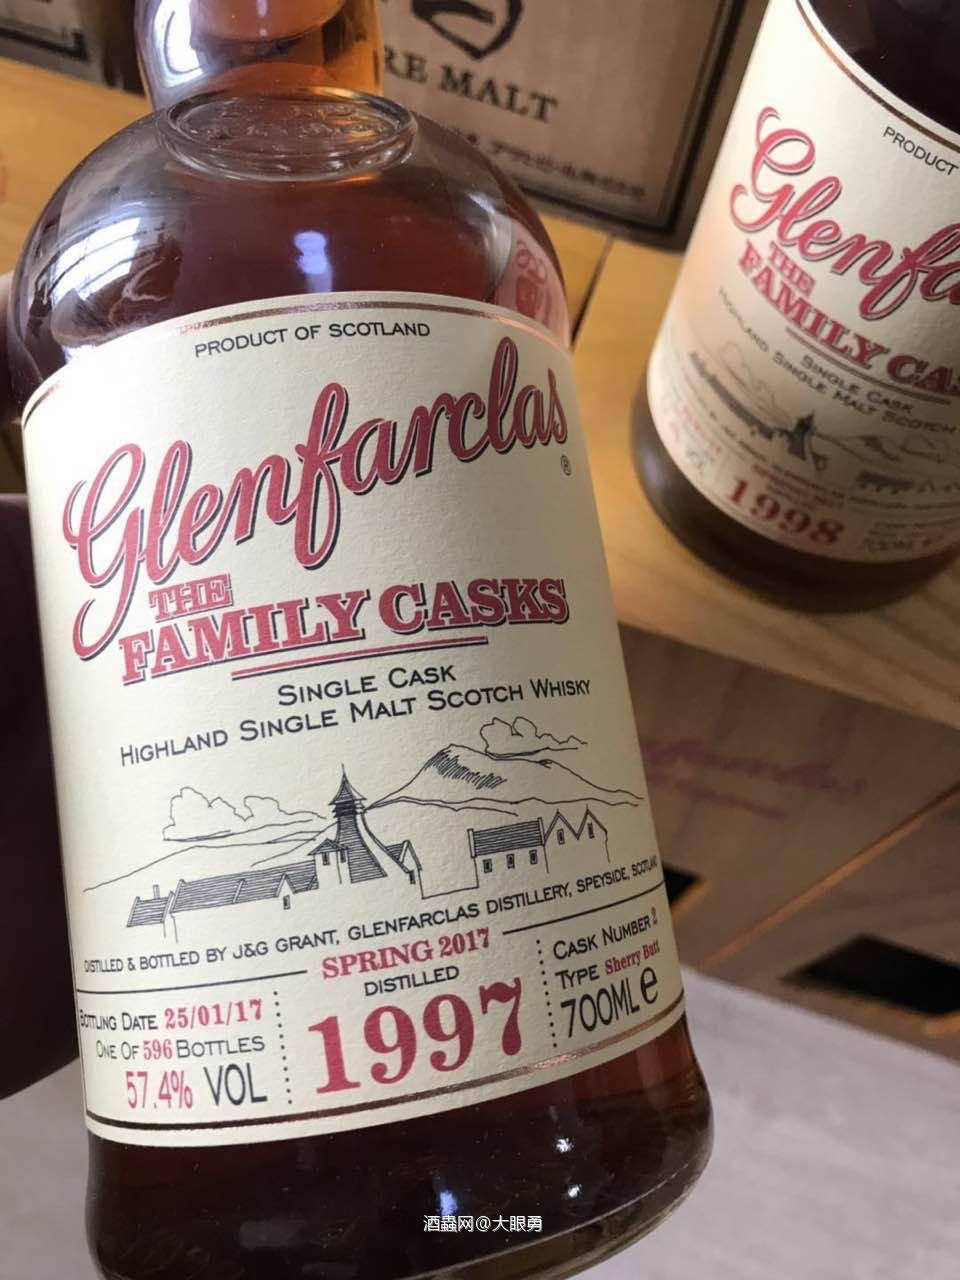 RE MALT
PRODUCT OF SCOTLAND
Glenfarclas®
THE
FAMILY CASKS
SINGLE CASK
HIGHLAND SINGLE MALT SCOTCH WHISKY
DISTILLED & BOTTLED BY J&G GRANT, GLENFARCLAS DISTILLERY, SPEYSIDE, SCOTLAND
SPRING 2017
DISTILLED
1997
BOTTLING DATE 25/01/17
ONE OF 596 BOTTLES
57.4% VOL
CASK NUMBER 2
TYPE Sherry Butt
700ML e
PRODUCT
Glenfa
THE
FAMILY CAS
SINGLE CASK
HIGHLAND SINGLE MALT SCOTCH
1998
700ML
酒蟲网@大眼勇